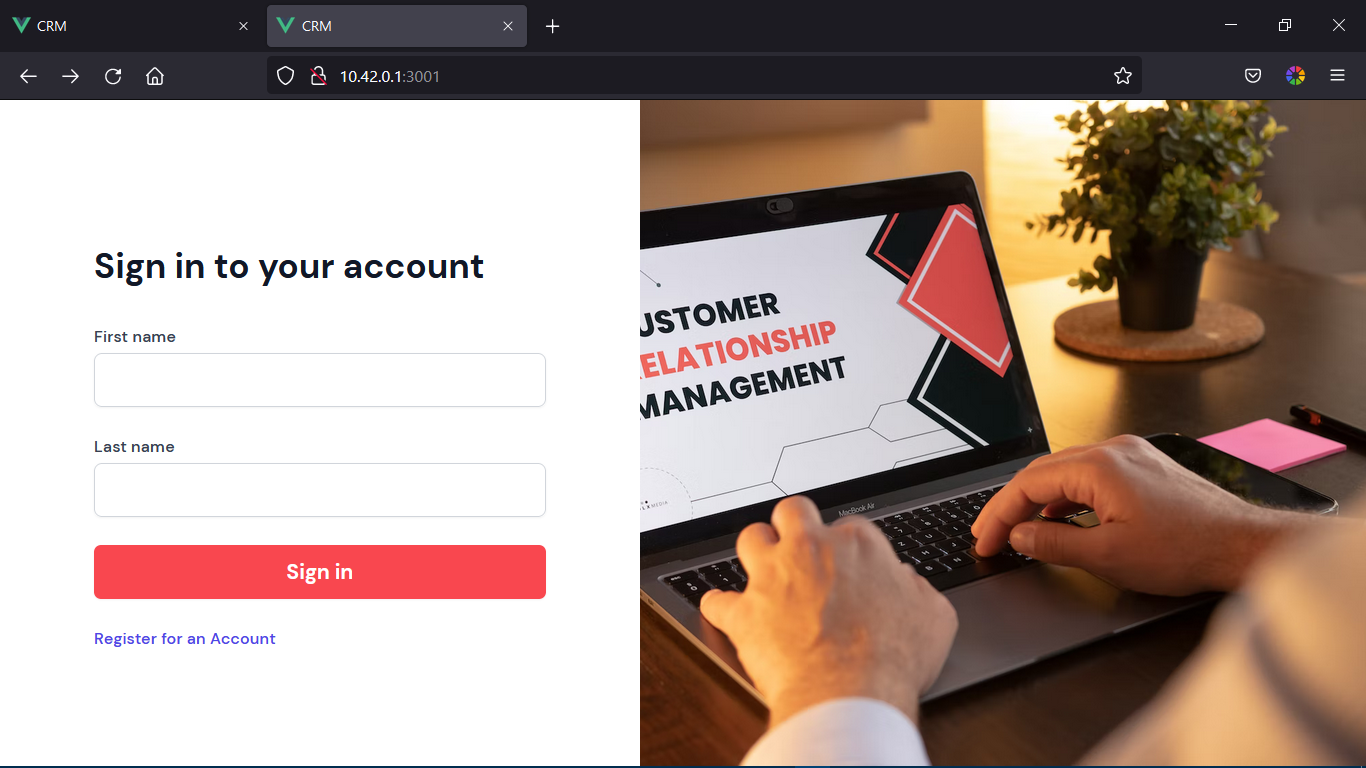 CRM
CRM
10.42.0.1:3001
Sign in to your account
First name
Last name
Sign in
Register for an Account
USTOMER
ELATIONSHIP
MANAGEMENT
MacBook Air